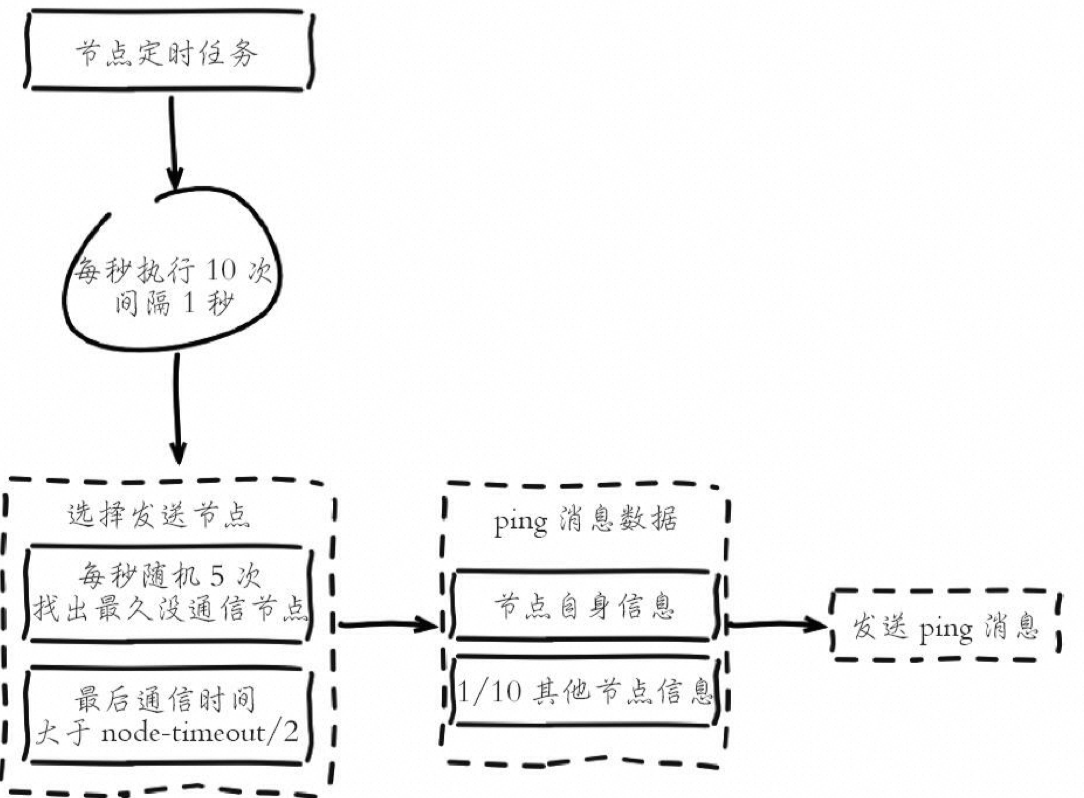 节点定时任务
每秒执行 10 次
间隔 1 秒
选择发送节点
每秒随机 5 次
找出最久没通信节点
最后通信时间
大于 node-timeout/2
ping 消息数据
节点自身信息
1/10 其他节点信息
发送 ping 消息